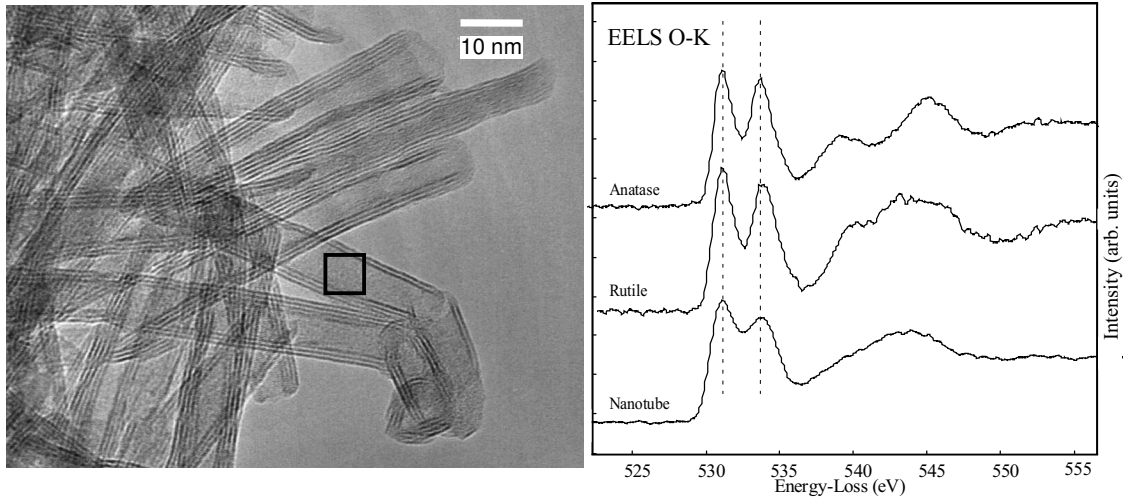 10 nm
EELS O-K
Anatase
Rutile
Nanotube
Intensity (arb. units)
525 530 535 540 545 550 555
Energy-Loss (eV)